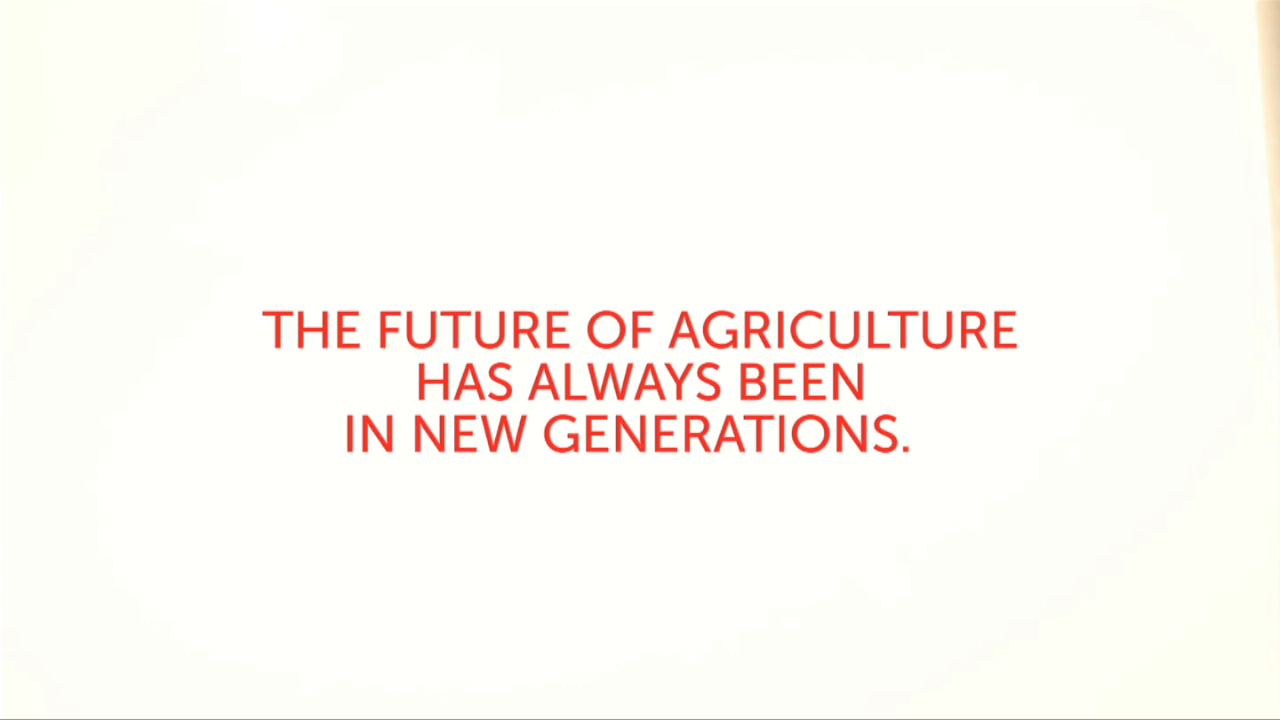 THE FUTURE OF AGRICULTURE
HAS ALWAYS BEEN
IN NEW GENERATIONS.